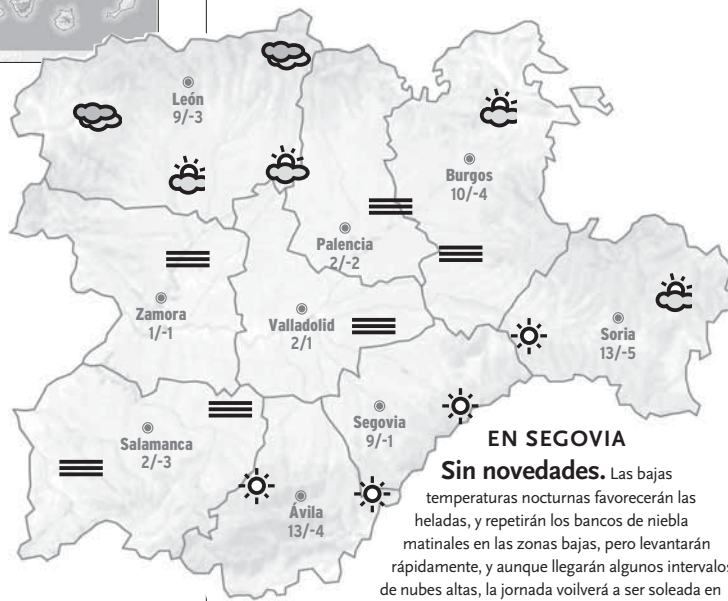 León
9/-3
Burgos
10/-4
Palencia
2/-2
Zamora
1/-1
Valladolid
2/1
Soria
13/-5
Salamanca
2/-3
Segovia
9/-1
Ávila
13/-4
EN SEGOVIA
Sin novedades. Las bajas
temperaturas nocturnas favorecerán las
heladas, y repetirán los bancos de niebla
matinales en las zonas bajas, pero levantarán
rápidamente, y aunque llegarán algunos intervalos
de nubes altas, la jornada voilverá a ser soleada en